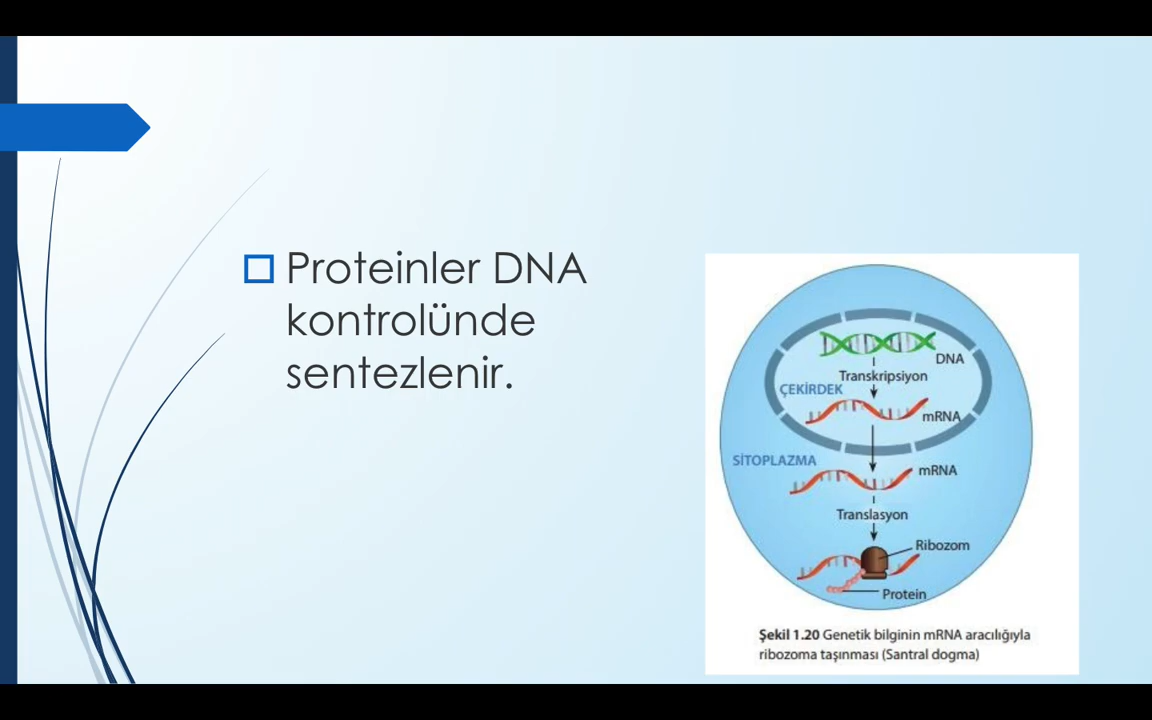 Proteinler DNA
kontrolünde
sentezlenir.
DNA
Transkripsiyon
ÇEKİRDEK
mRNA
SİTOPLAZMA
mRNA
Translasyon
Ribozom
Protein
Şekil 1.20 Genetik bilginin mRNA aracılığıyla
ribozoma taşınması (Santral dogma)